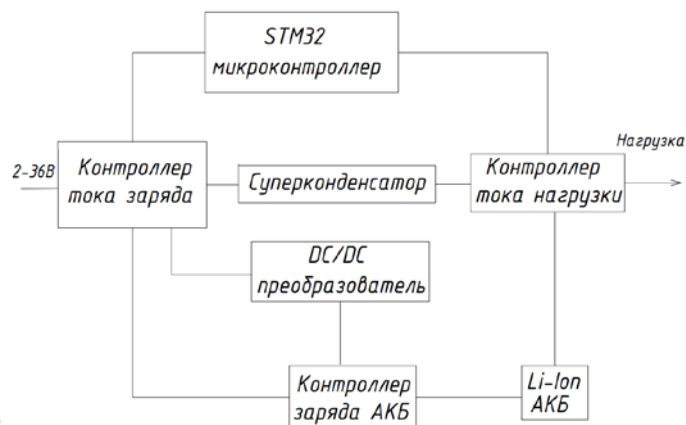 STM32
микроконтроллер
Нагрузка
2-36В
Контроллер
тока заряда
Суперконденсатор
Контроллер
тока нагрузки
DC/DC
преобразователь
Контроллер
заряда АКБ
Li-Ion
АКБ